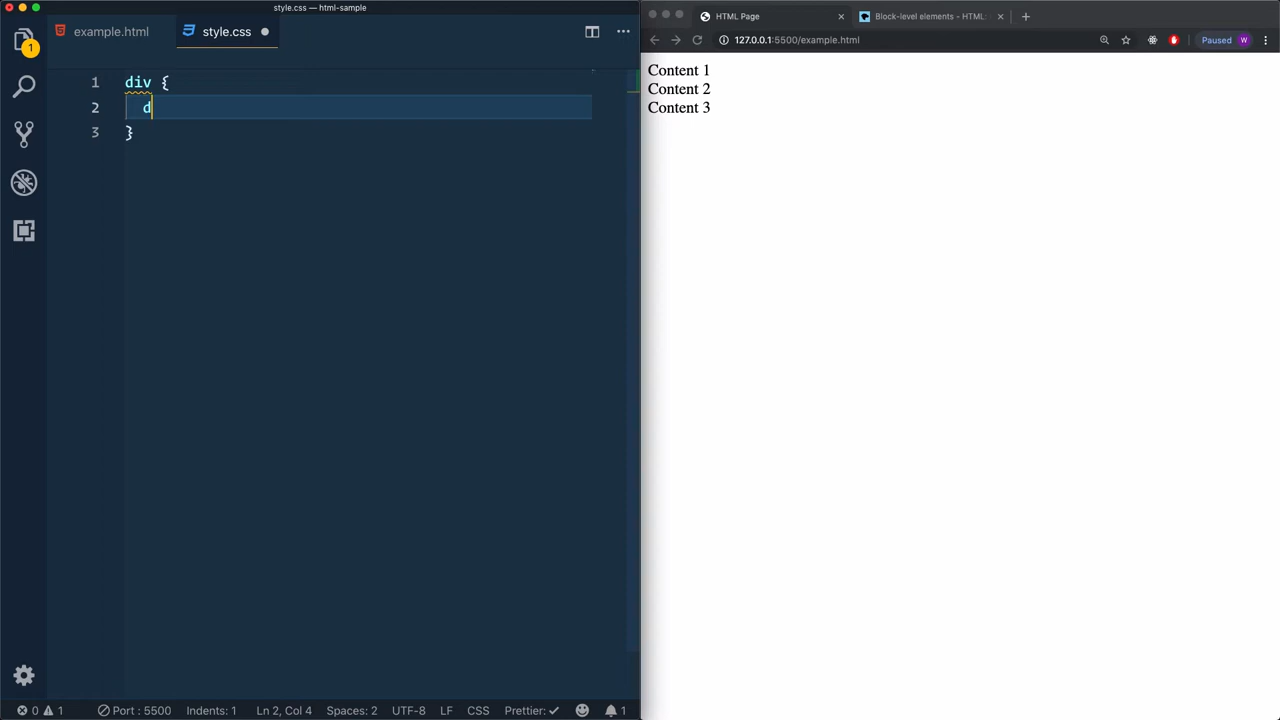 style.css — html-sample
example.html
style.css
1 div {
2 d
3 }
1
0 1
Port : 5500
Indents: 1
Ln 2, Col 4
Spaces: 2
UTF-8
LF
CSS
Prettier: ✓
1
HTML Page
Block-level elements - HTML:
127.0.0.1:5500/example.html
Paused W
Content 1
Content 2
Content 3